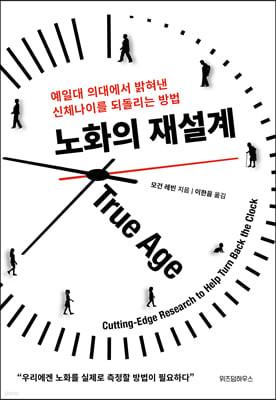 예일대 의대에서 밝혀낸
신체나이를 되돌리는 방법
노화의 재설계
모건 레빈 지음 | 이한음 옮김
True Age
Cutting-Edge Research to Help Turn Back the Clock
“우리에겐 노화를 실제로 측정할 방법이 필요하다”
위즈덤하우스
yes24